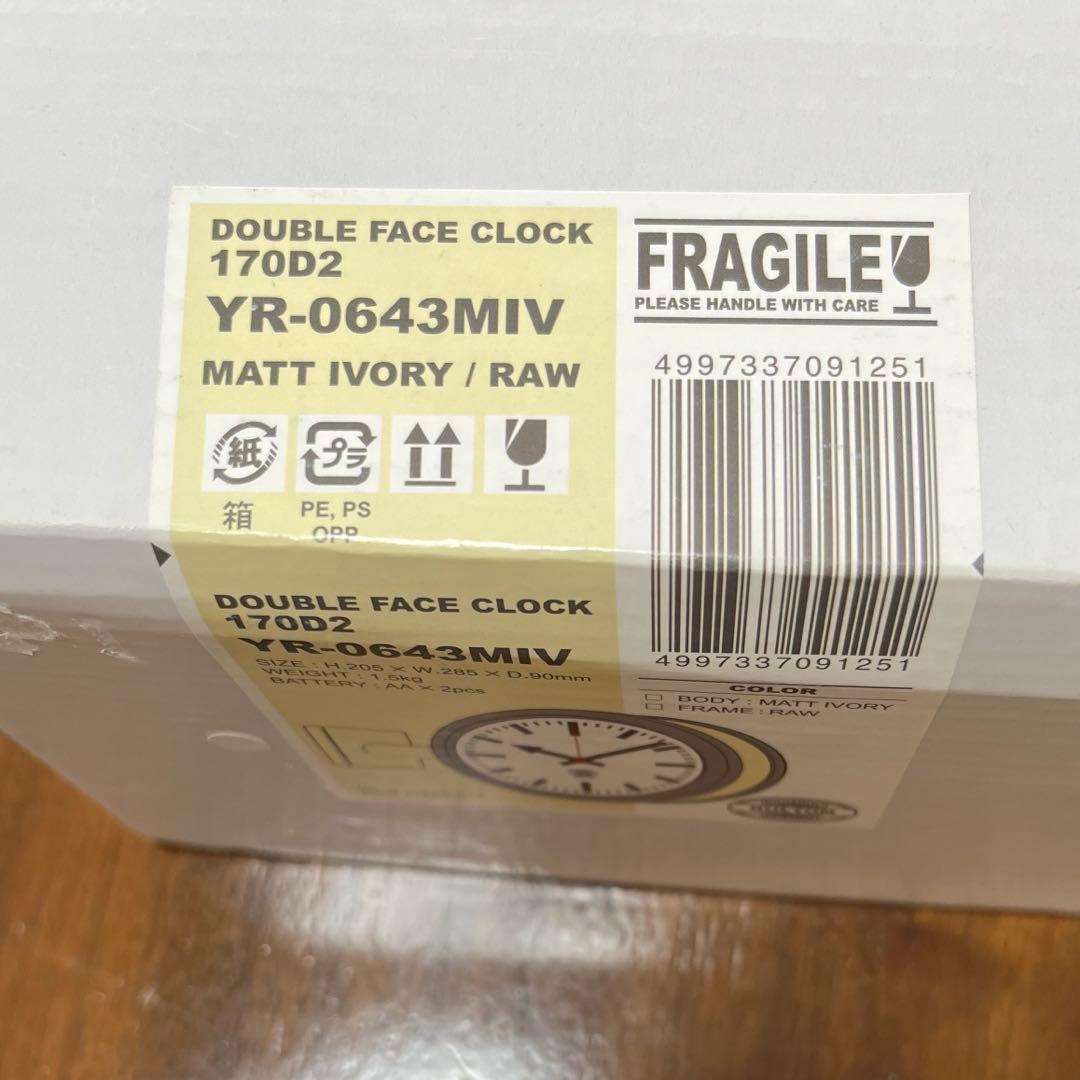 DOUBLE FACE CLOCK
170D2
YR-0643MIV
MATT IVORY / RAW
紙
プラ
箱
PE, PS
OPP
FRAGILE
PLEASE HANDLE WITH CARE
4997337091251
4997337091251
DOUBLE FACE CLOCK
170D2
YR-0643MIV
SIZE : H.205 × W.285 × D.90mm
WEIGHT : 1.5kg
BATTERY : AA × 2pcs
COLOR
□ BODY : MATT IVORY
□ FRAME : RAW